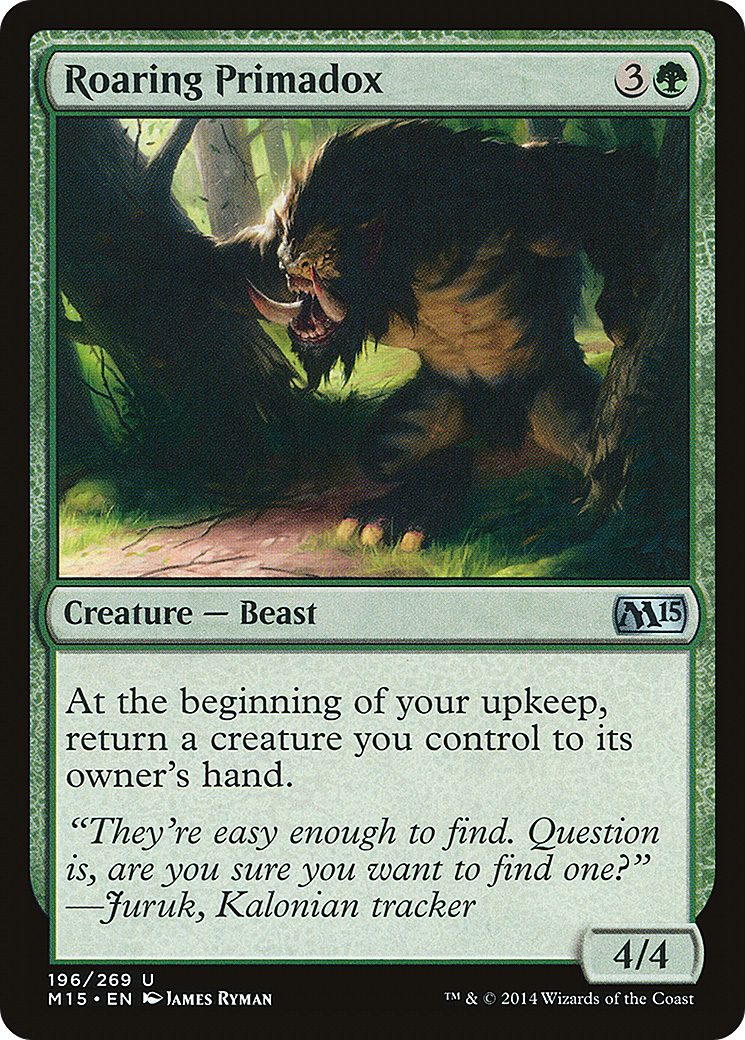 Roaring Primadox 3
Creature — Beast M15
At the beginning of your upkeep,
return a creature you control to its
owner's hand.
“They're easy enough to find. Question
is, are you sure you want to find one?”
—Juruk, Kalonian tracker
4/4
196/269 U
M15 • EN James Ryman ™ & © 2014 Wizards of the Coast